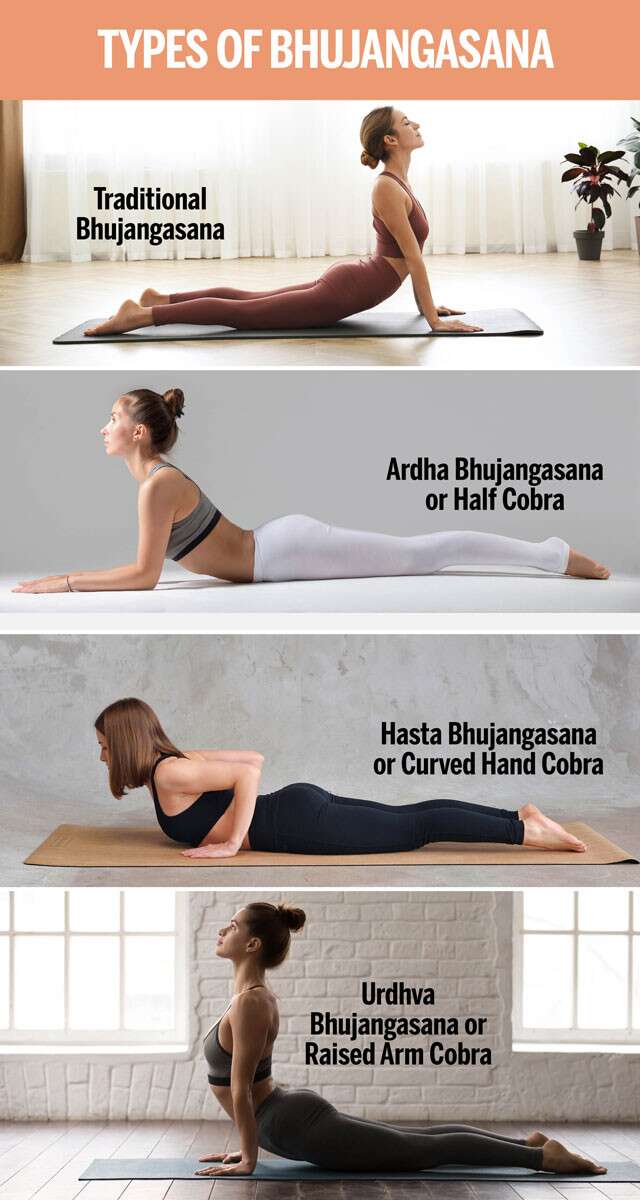 TYPES OF BHUJANGASANA
Traditional
Bhujangasana
Ardha Bhujangasana
or Half Cobra
Hasta Bhujangasana
or Curved Hand Cobra
Urdhva
Bhujangasana or
Raised Arm Cobra